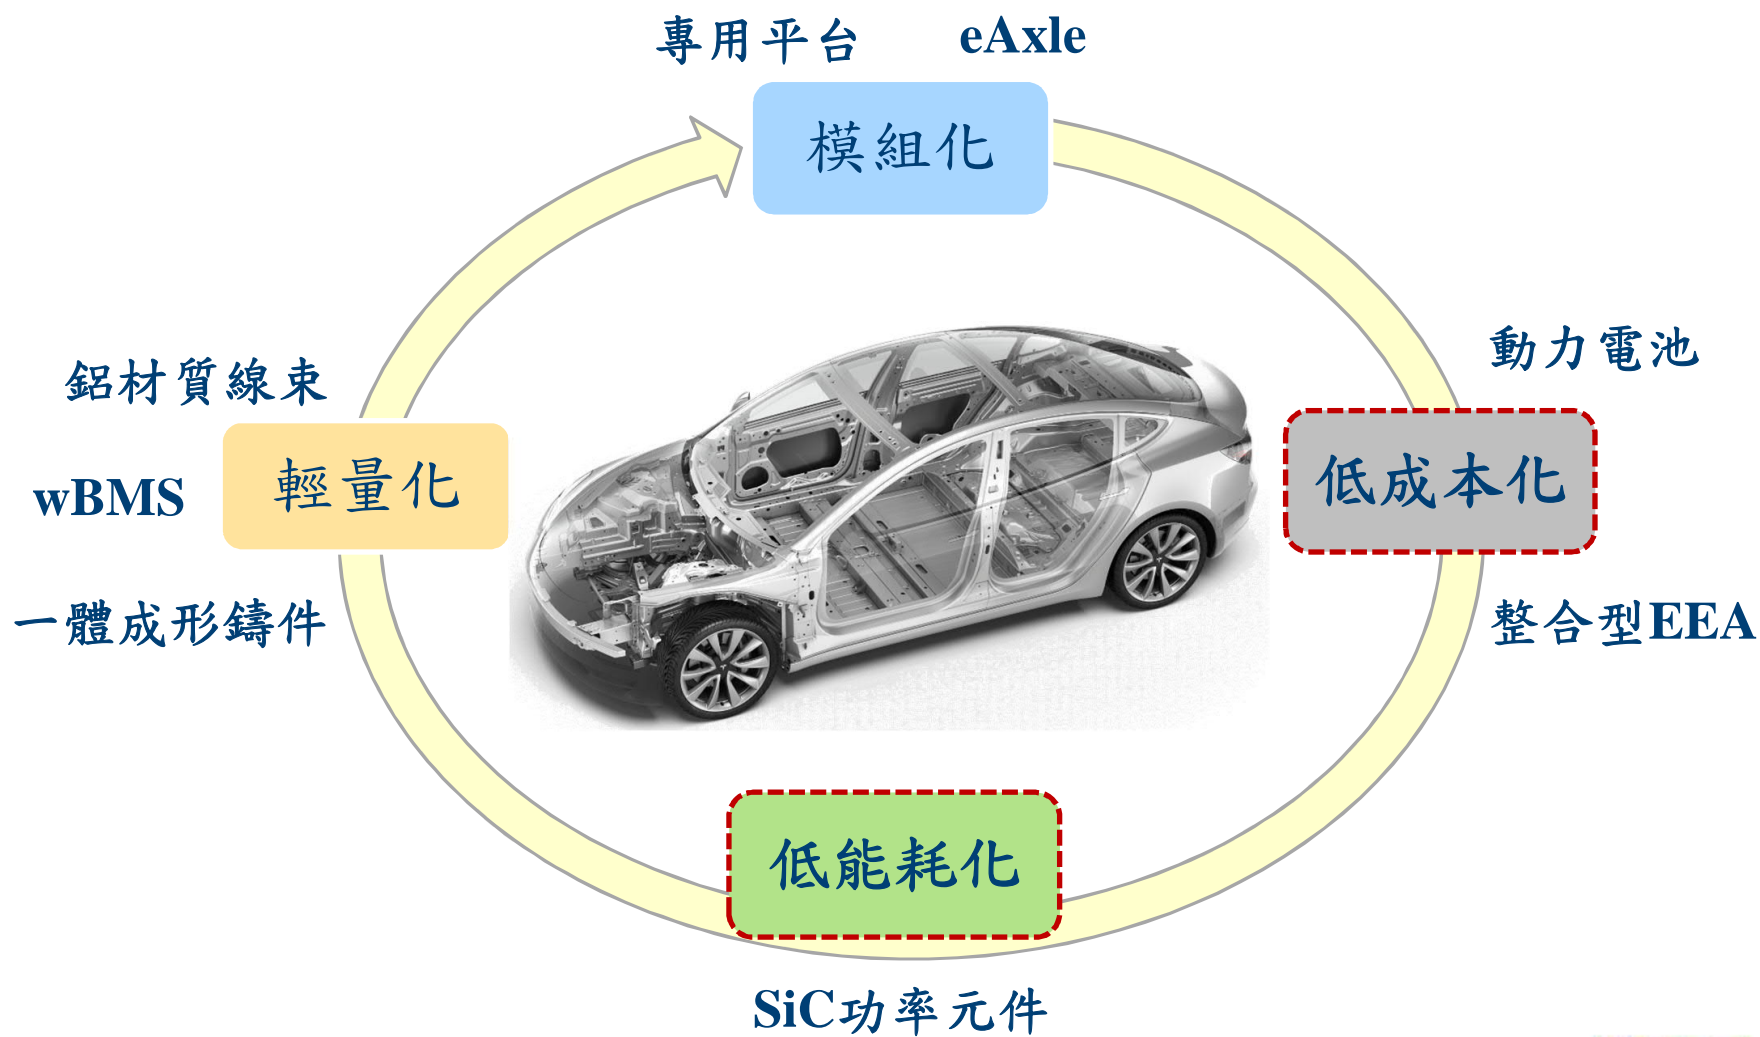 專用平台 eAxle
模組化
動力電池
鋁材質線束
低成本化
輕量化
wBMS
整合型EEA
一體成形鑄件
低能耗化
SiC功率元件